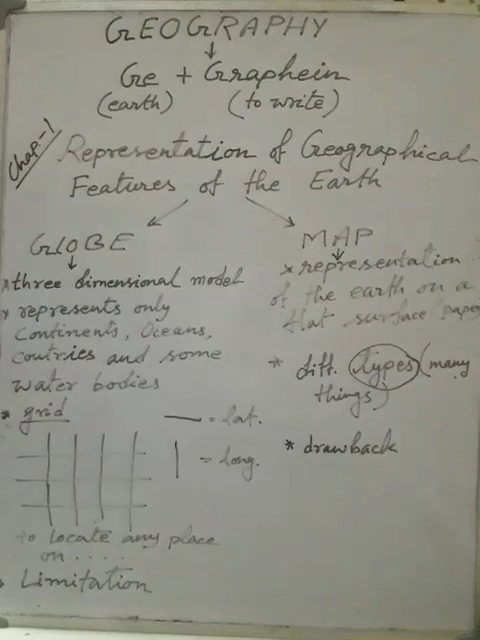 GEOGRAPHY
Ge + Graphein
(earth) (to write)
Chap.-1
Representation of Geographical
Features of the Earth
GLOBE
* three dimensional model
* represents only
Continents, Oceans,
coutries and some
water bodies
* grid
— = lat.
| = long.
to locate any place
on ....
* Limitation
MAP
* representation
of the earth on a
flat surface paper
* diff. types (many
things)
* drawback